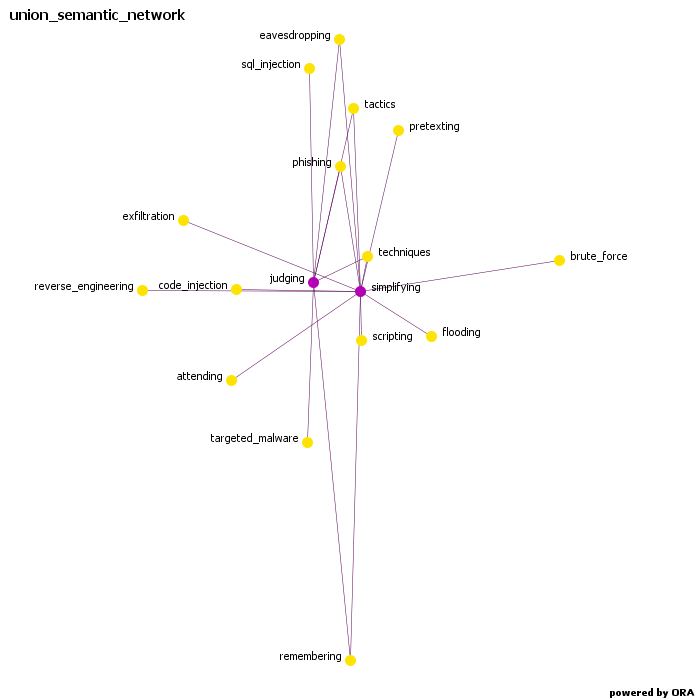 union_semantic_network
eavesdropping
sql_injection
tactics
pretexting
phishing
exfiltration
techniques
brute_force
judging
reverse_engineering
code_injection
simplifying
flooding
scripting
attending
targeted_malware
remembering
powered by ORA